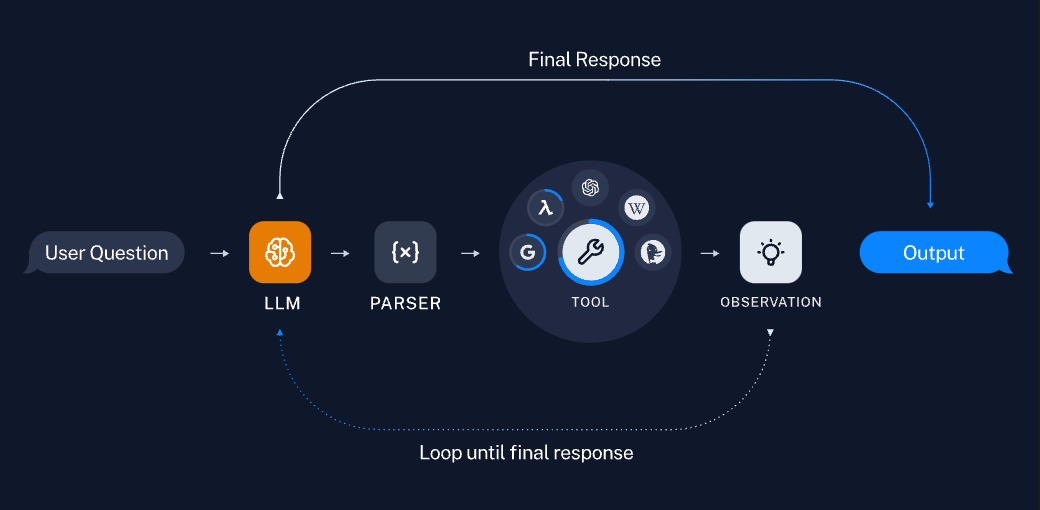 Final Response
User Question
LLM
{x}
PARSER
λ
G
W
TOOL
OBSERVATION
Output
Loop until final response